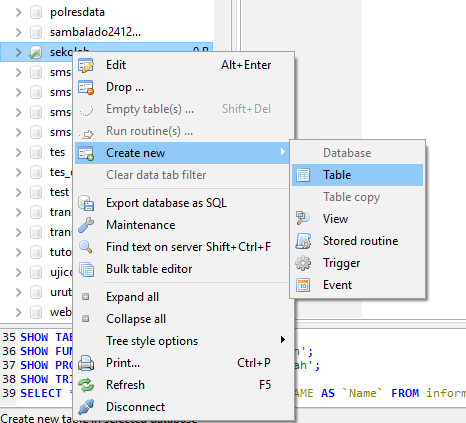 polresdata
sambalado2412...
sekolah 0 B
sms
sms
sms
sms
tes
tes_
test
tran
tran
tuto
ujico
urut
web
Edit Alt+Enter
Drop ...
Empty table(s) ... Shift+Del
Run routine(s) ...
Create new
Clear data tab filter
Export database as SQL
Maintenance
Find text on server Shift+Ctrl+F
Bulk table editor
Expand all
Collapse all
Tree style options
Print... Ctrl+P
Refresh F5
Disconnect
Database
Table
Table copy
View
Stored routine
Trigger
Event
35 SHOW TAB
36 SHOW FUN h';
37 SHOW PRO ah';
38 SHOW TRI
39 SELECT * AME AS `Name` FROM inform
Create new table in selected database